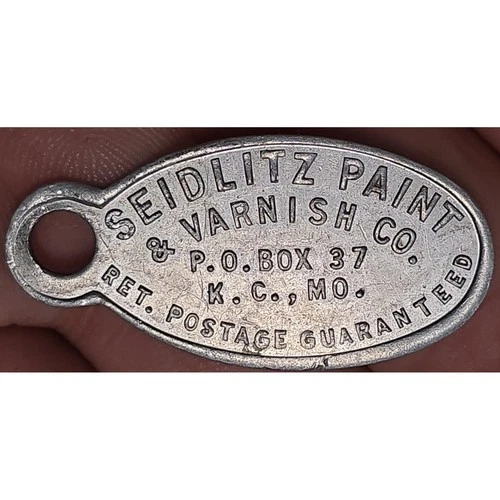 SEIDLITZ PAINT
& VARNISH CO.
P.O. BOX 37
K.C., MO.
RET. POSTAGE GUARANTEED